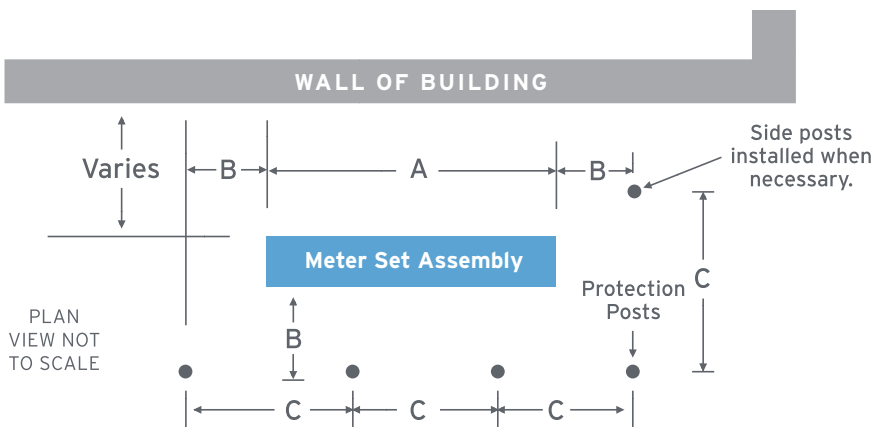 WALL OF BUILDING
Side posts
installed when
necessary.
Varies
B
A
B
Meter Set Assembly
C
Protection
Posts
PLAN
VIEW NOT
TO SCALE
B
C
C
C